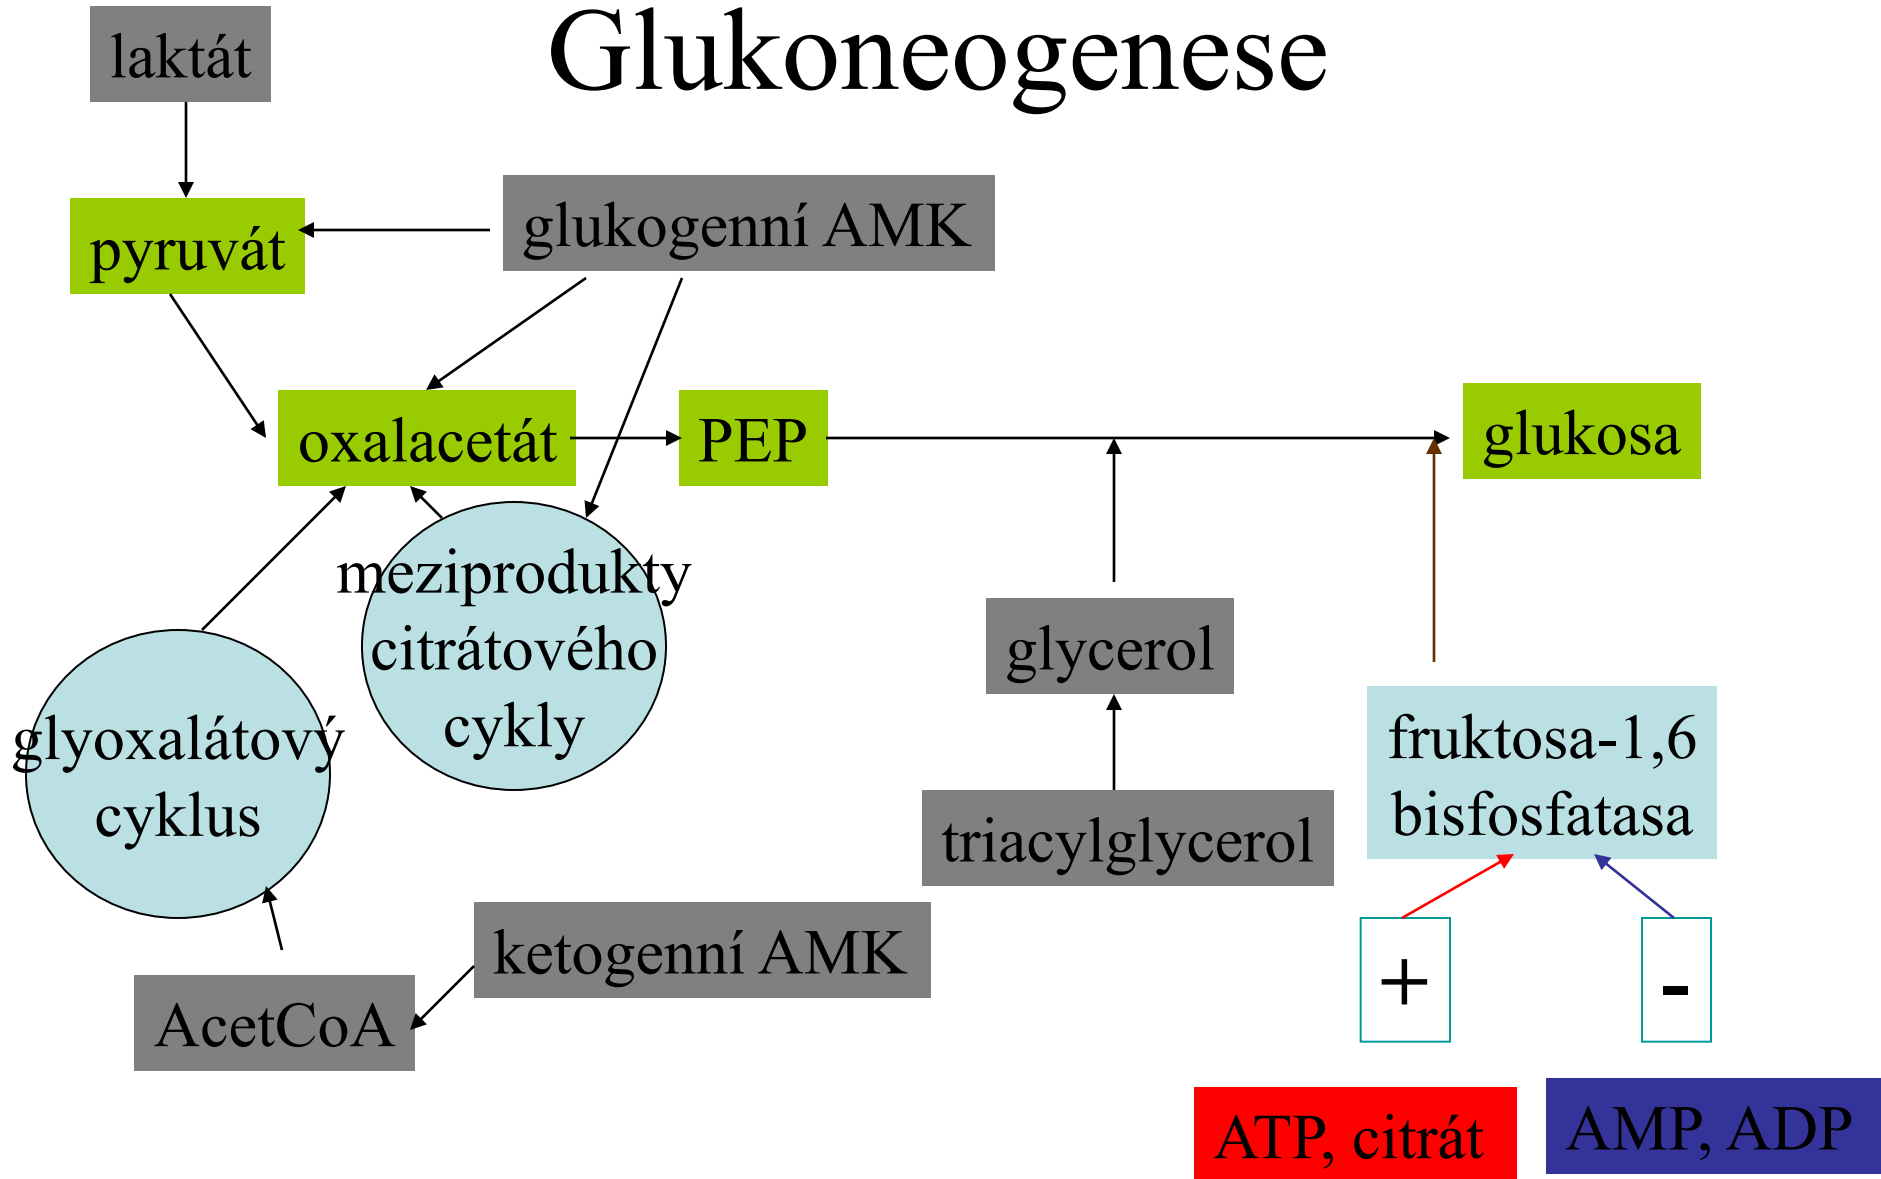 Glukoneogenese
laktát
glukogenní AMK
pyruvát
oxalacetát
PEP
glukosa
meziprodukty
citrátového
cykly
glycerol
glyoxalátový
cyklus
fruktosa-1,6
bisfosfatasa
triacylglycerol
ketogenní AMK
AcetCoA
+
-
ATP, citrát
AMP, ADP